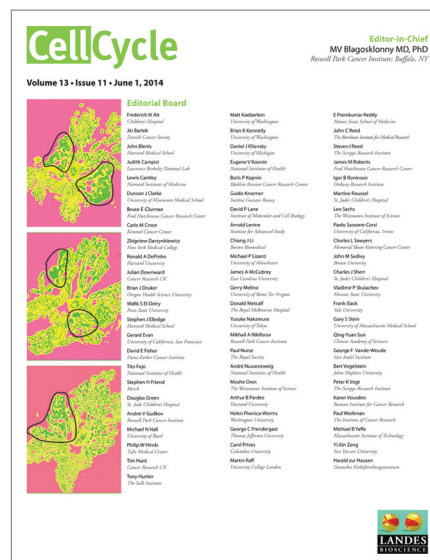 CellCycle
Editor-in-Chief
MV Blagosklonny MD, PhD
Roswell Park Cancer Institute; Buffalo, NY
Volume 13 • Issue 11 • June 1, 2014
Editorial Board
Frederick W Alt
Children's Hospital
Jiri Bartek
Danish Cancer Society
John Blenis
Harvard Medical School
Judith Campisi
Lawrence Berkeley National Lab
Lewis Cantley
Harvard Institute of Medicine
Duncan J Clarke
University of Minnesota Medical School
Bruce E Clurman
Fred Hutchinson Cancer Research Center
Carlo M Croce
Kimmel Cancer Center
Zbigniew Darzynkiewicz
New York Medical College
Ronald A DePinho
Harvard University
Julian Downward
Cancer Research UK
Brian J Druker
Oregon Health Science University
Wafik S El-Deiry
Penn State University
Stephen J Elledge
Harvard Medical School
Gerard Evan
University of California, San Francisco
David E Fisher
Dana-Farber Cancer Institute
Tito Fojo
National Institutes of Health
Stephen H Friend
Merck
Douglas Green
St. Jude Children's Hospital
Andrei V Gudkov
Roswell Park Cancer Institute
Michael N Hall
University of Basel
Philip W Hinds
Tufts Medical Center
Tim Hunt
Cancer Research UK
Tony Hunter
The Salk Institute
Matt Kaeberlein
University of Washington
Brian K Kennedy
University of Washington
Daniel J Klionsky
University of Michigan
Eugene V Koonin
National Institutes of Health
Boris P Kopnin
Blokhin Russian Cancer Research Center
Guido Kroemer
Institut Gustave Roussy
David P Lane
Institute of Molecular and Cell Biology
Arnold Levine
Institute for Advanced Study
Chiang J Li
Boston Biomedical
Michael P Lisanti
University of Manchester
James A McCubrey
East Carolina University
Gerry Melino
University of Rome Tor Vergata
Donald Metcalf
The Royal Melbourne Hospital
Yusuke Nakamura
University of Tokyo
Mikhail A Nikiforov
Roswell Park Cancer Institute
Paul Nurse
The Royal Society
André Nussenzweig
National Institutes of Health
Moshe Oren
The Weizmann Institute of Science
Arthur B Pardee
Harvard University
Helen Piwnica-Worms
Washington University
George C Prendergast
Thomas Jefferson University
Carol Prives
Columbia University
Martin Raff
University College London
E Premkumar Reddy
Mount Sinai School of Medicine
John C Reed
The Burnham Institute for Medical Research
Steven I Reed
The Scripps Research Institute
James M Roberts
Fred Hutchinson Cancer Research Center
Igor B Roninson
Ordway Research Institute
Martine Roussel
St. Jude's Children's Hospital
Leo Sachs
The Weizmann Institute of Science
Paolo Sassone-Corsi
University of California, Irvine
Charles L Sawyers
Memorial Sloan-Kettering Cancer Center
John M Sedivy
Brown University
Charles J Sherr
St. Jude's Children's Hospital
Vladimir P Skulachev
Moscow State University
Frank Slack
Yale University
Gary S Stein
University of Massachusetts Medical School
Qing-Yuan Sun
Chinese Academy of Sciences
George F Vande-Woude
Van Andel Institute
Bert Vogelstein
Johns Hopkins University
Peter K Vogt
The Scripps Research Institute
Karen Vousden
Beatson Institute for Cancer Research
Paul Workman
The Institute of Cancer Research
Michael B Yaffe
Massachusetts Institute of Technology
Yi-Xin Zeng
Sun Yat-sen University
Harald zur Hausen
Deutsches Krebsforschungszentrum
LANDES
BIOSCIENCE